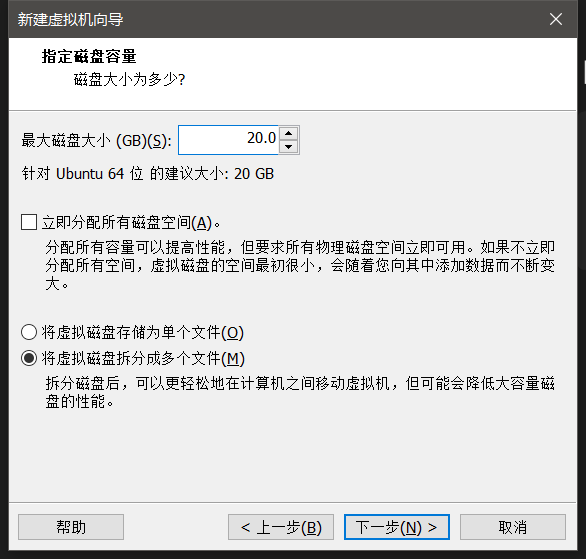 新建虚拟机向导
指定磁盘容量
磁盘大小为多少?
最大磁盘大小 (GB)(S): 20.0
针对 Ubuntu 64 位 的建议大小: 20 GB
立即分配所有磁盘空间(A)。
分配所有容量可以提高性能，但要求所有物理磁盘空间立即可用。如果不立即
分配所有空间，虚拟磁盘的空间最初很小，会随着您向其中添加数据而不断变
大。
将虚拟磁盘存储为单个文件(O)
将虚拟磁盘拆分成多个文件(M)
拆分磁盘后，可以更轻松地在计算机之间移动虚拟机，但可能会降低大容量磁
盘的性能。
帮助 < 上一步(B) 下一步(N) > 取消